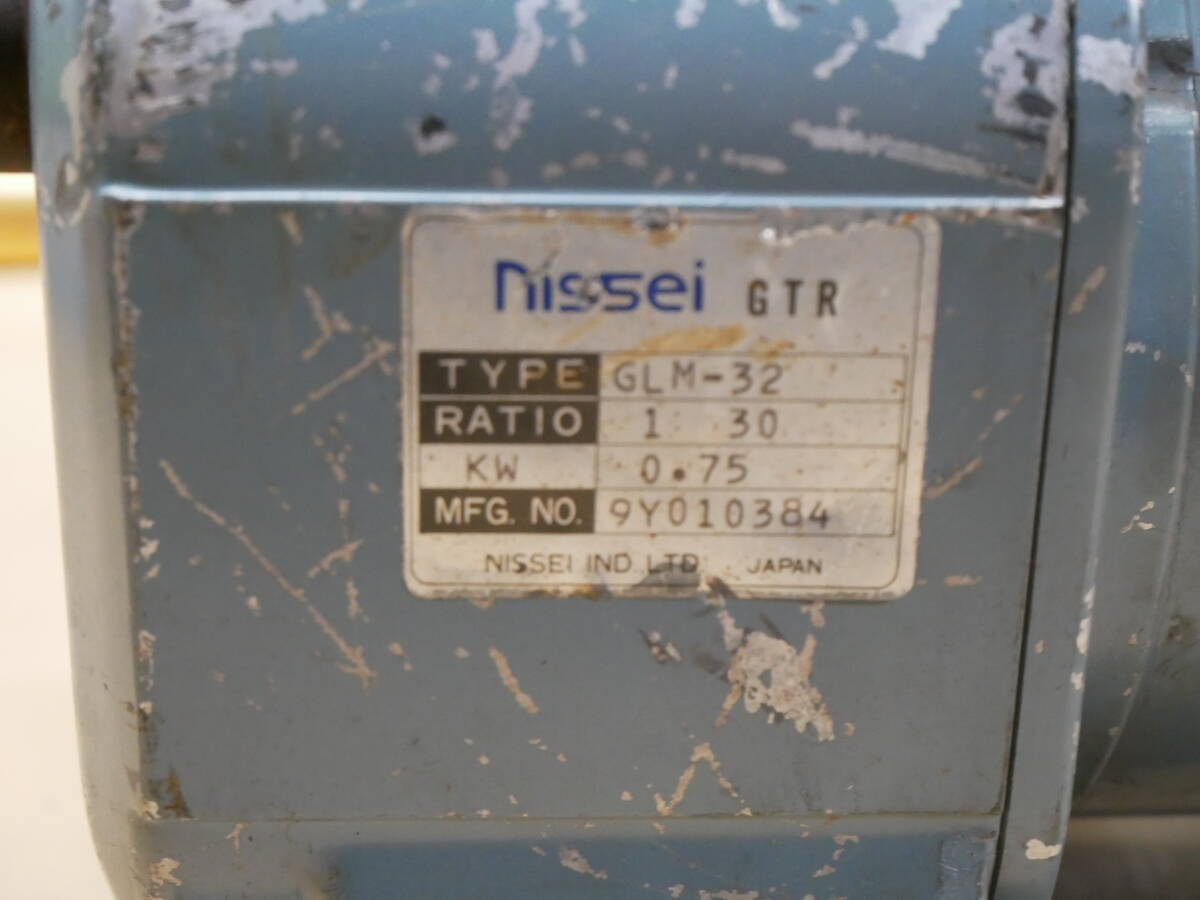 Nissei GTR
TYPE GLM-32
RATIO 1 30
KW 0.75
MFG. NO. 9Y010384
NISSEI IND. LTD. JAPAN